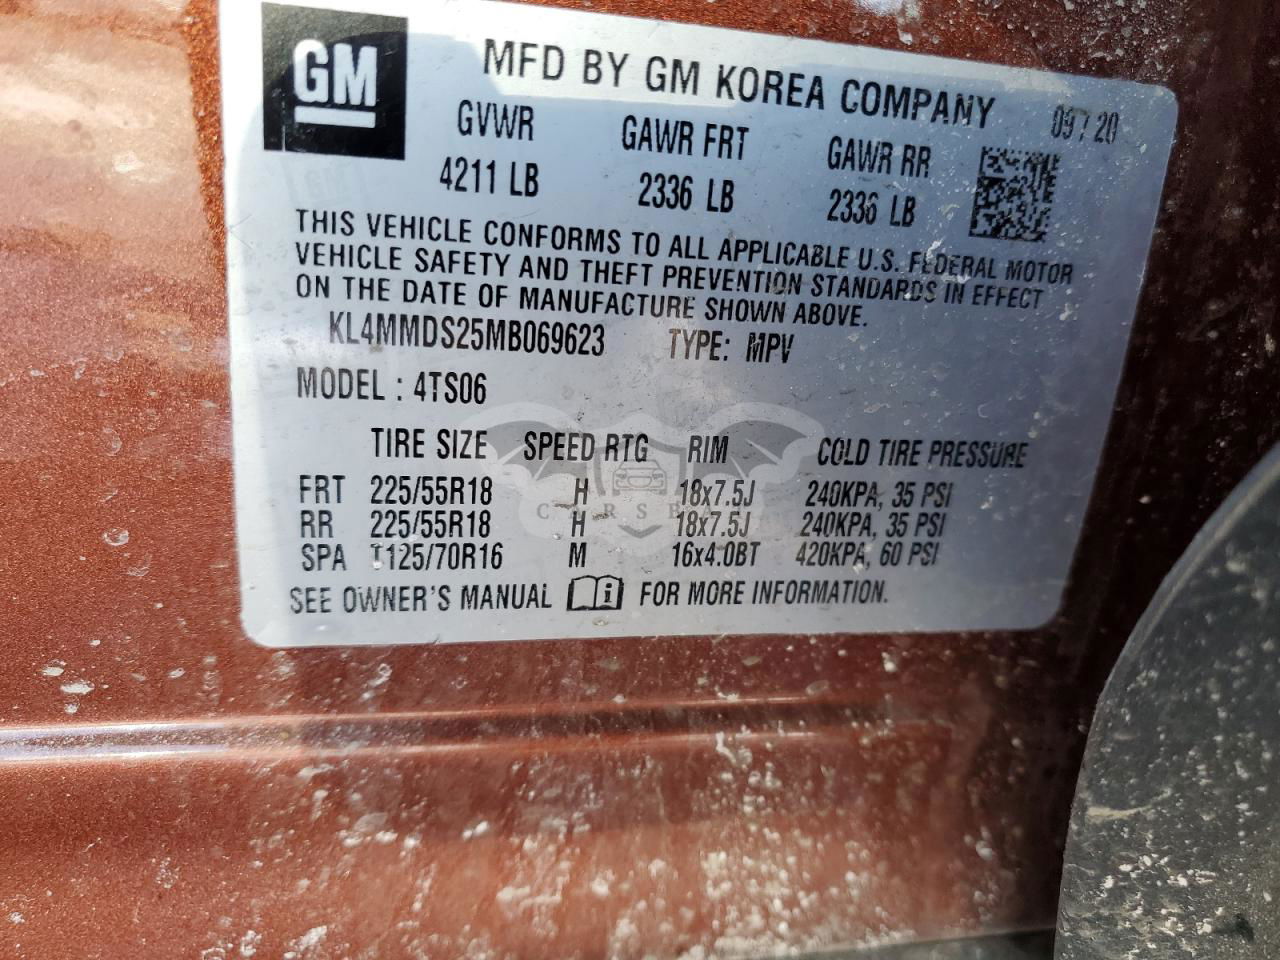 GM
MFD BY GM KOREA COMPANY 09/20
GVWR GAWR FRT GAWR RR
4211 LB 2336 LB 2336 LB
THIS VEHICLE CONFORMS TO ALL APPLICABLE U.S. FEDERAL MOTOR
VEHICLE SAFETY AND THEFT PREVENTION STANDARDS IN EFFECT
ON THE DATE OF MANUFACTURE SHOWN ABOVE.
KL4MMDS25MB069623 TYPE: MPV
MODEL : 4TS06
TIRE SIZE SPEED RTG RIM COLD TIRE PRESSURE
FRT 225/55R18 H 18x7.5J 240KPA, 35 PSI
RR 225/55R18 H 18x7.5J 240KPA, 35 PSI
SPA T125/70R16 M 16x4.0BT 420KPA, 60 PSI
SEE OWNER'S MANUAL FOR MORE INFORMATION.